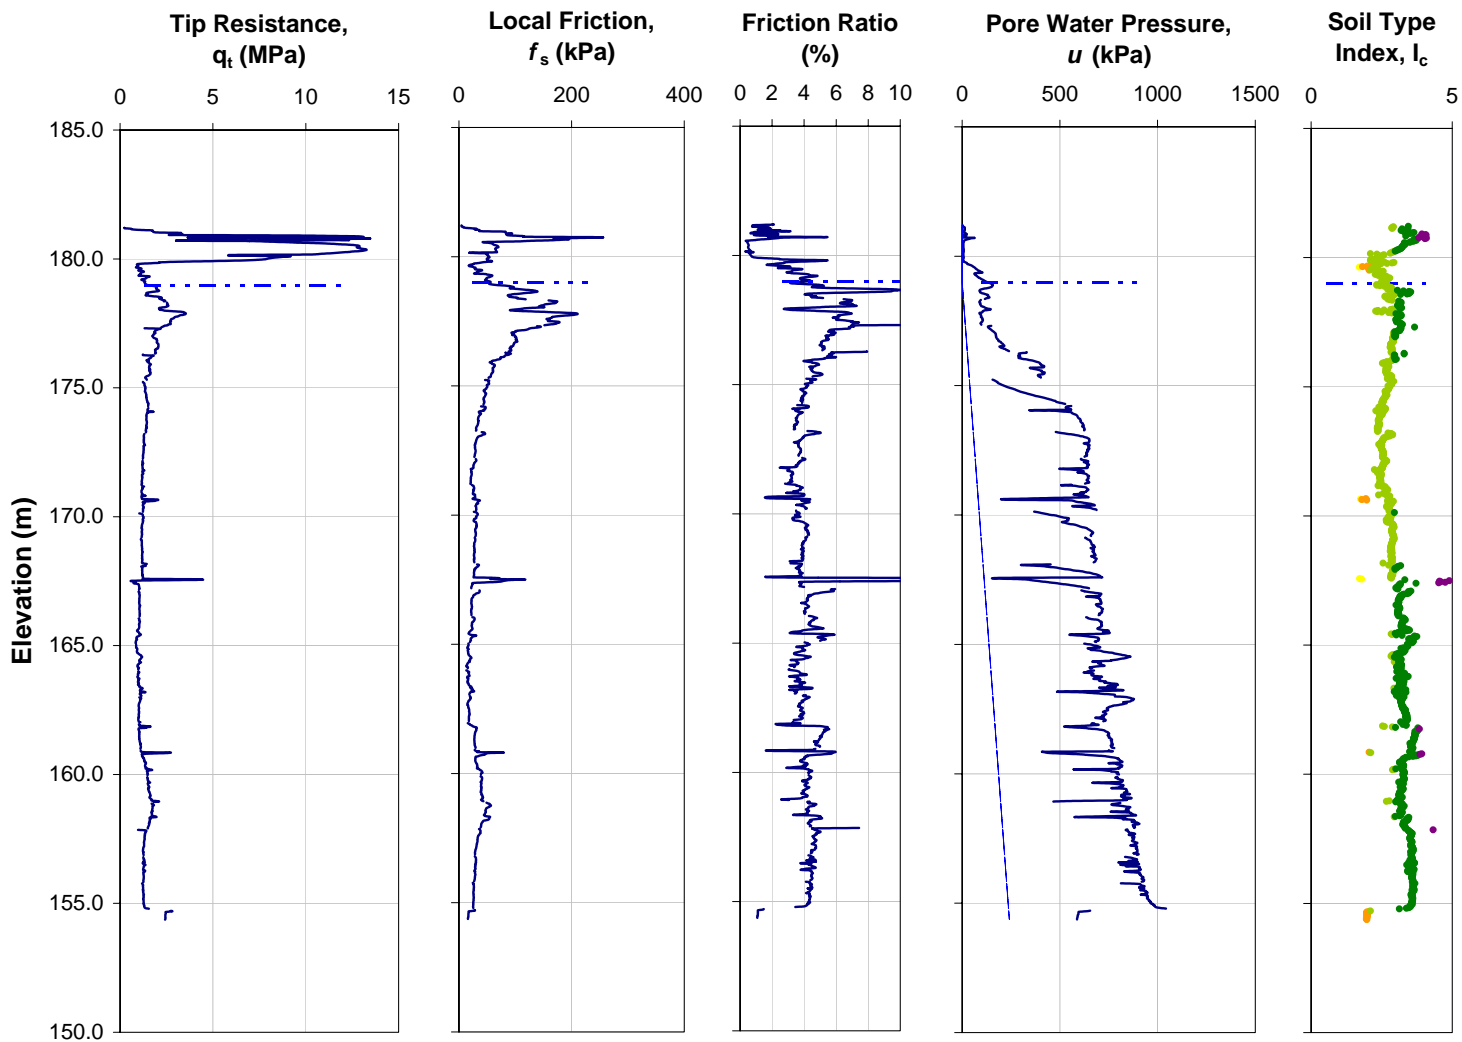 Tip Resistance,
qt (MPa)
Local Friction,
fs (kPa)
Friction Ratio
(%)
Pore Water Pressure,
u (kPa)
Soil Type
Index, Ic
0 5 10 15
0 200 400
0 2 4 6 8 10
0 500 1000 1500
0 5
185.0
180.0
175.0
170.0
165.0
160.0
155.0
150.0
Elevation (m)